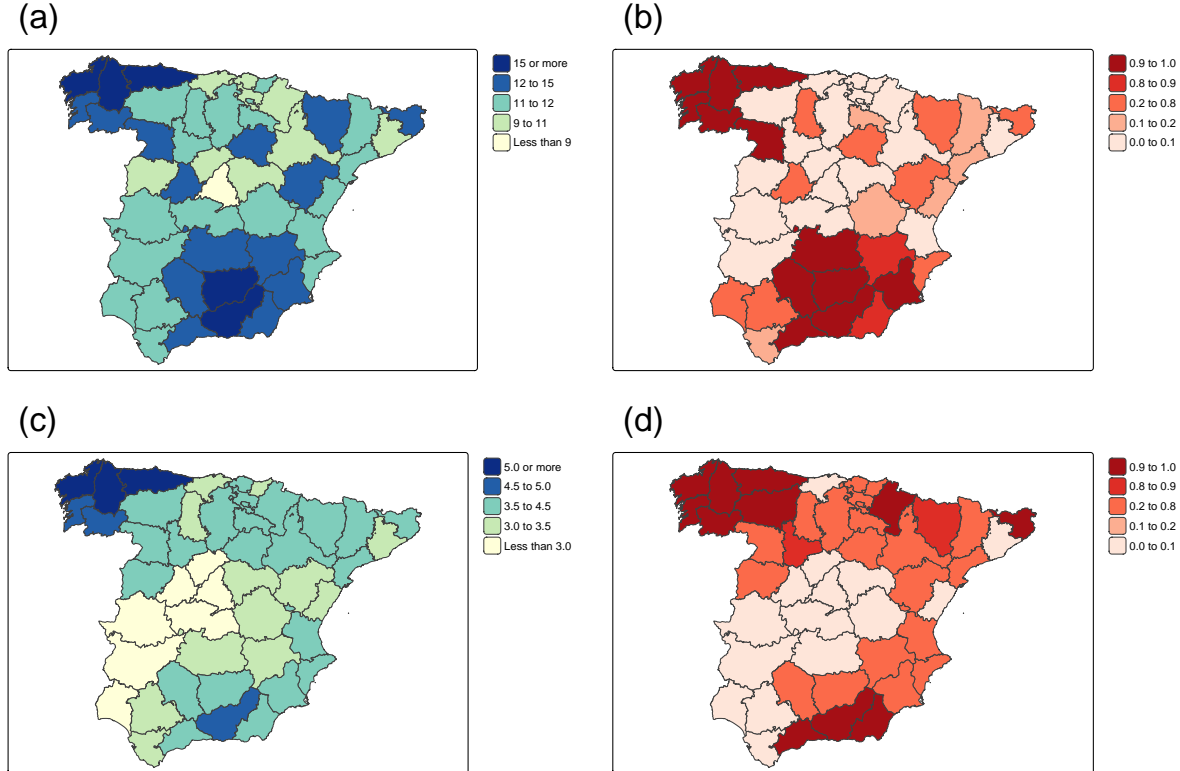 (a)
15 or more
12 to 15
11 to 12
9 to 11
Less than 9
(b)
0.9 to 1.0
0.8 to 0.9
0.2 to 0.8
0.1 to 0.2
0.0 to 0.1
(c)
5.0 or more
4.5 to 5.0
3.5 to 4.5
3.0 to 3.5
Less than 3.0
(d)
0.9 to 1.0
0.8 to 0.9
0.2 to 0.8
0.1 to 0.2
0.0 to 0.1